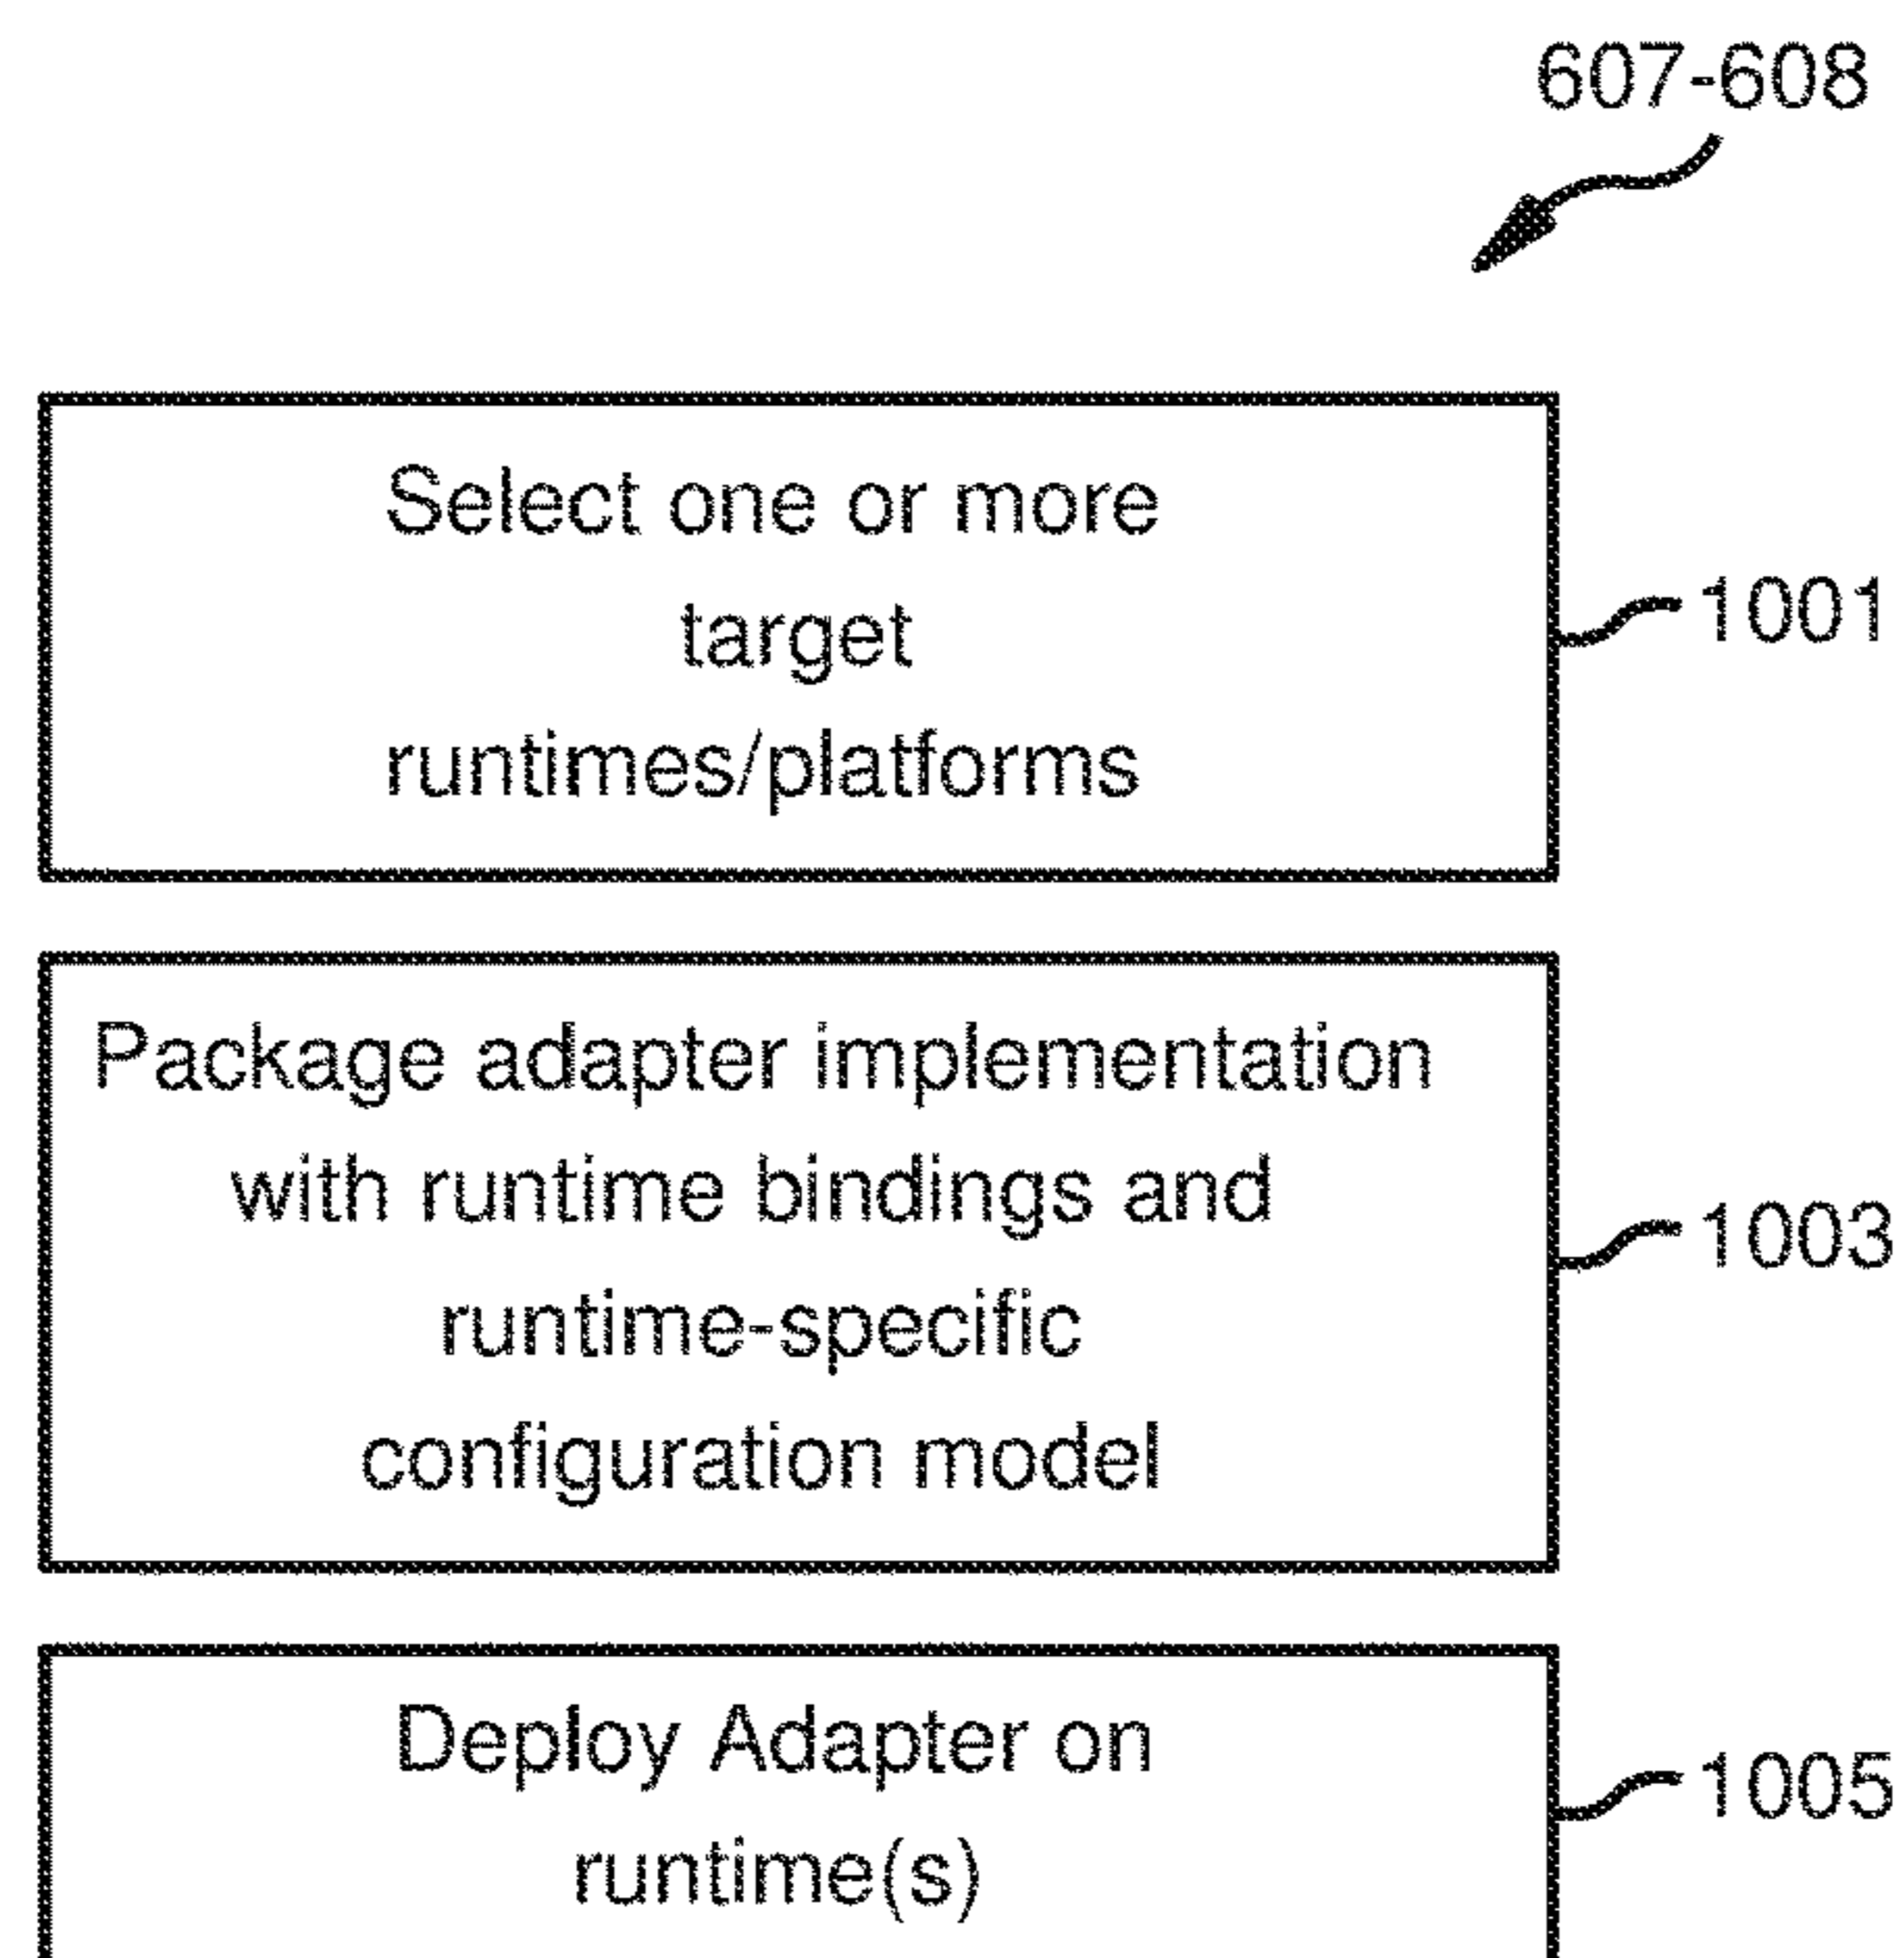 607-608
Select one or more
target
runtimes/platforms
1001
Package adapter implementation
with runtime bindings and
runtime-specific
configuration model
1003
Deploy Adapter on
runtime(s)
1005